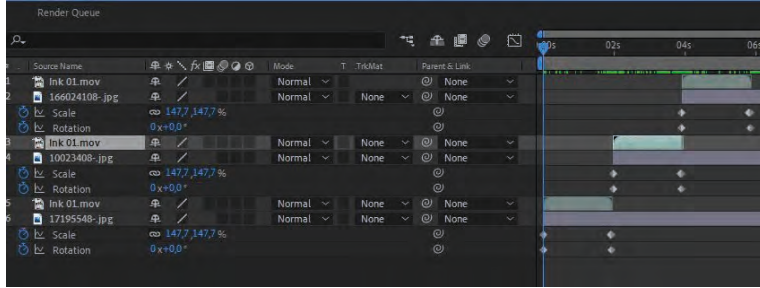 Render Queue
:00s 02s 04s 06s
# Source Name fx Mode T TrkMat Parent & Link
1 Ink 01.mov Normal None
2 166024108-.jpg Normal None None
Scale 147,7,147,7 %
Rotation 0x+0,0°
3 Ink 01.mov Normal None None
4 10023408-.jpg Normal None None
Scale 147,7,147,7 %
Rotation 0x+0,0°
5 Ink 01.mov Normal None None
6 17195548-.jpg Normal None None
Scale 147,7,147,7 %
Rotation 0x+0,0°